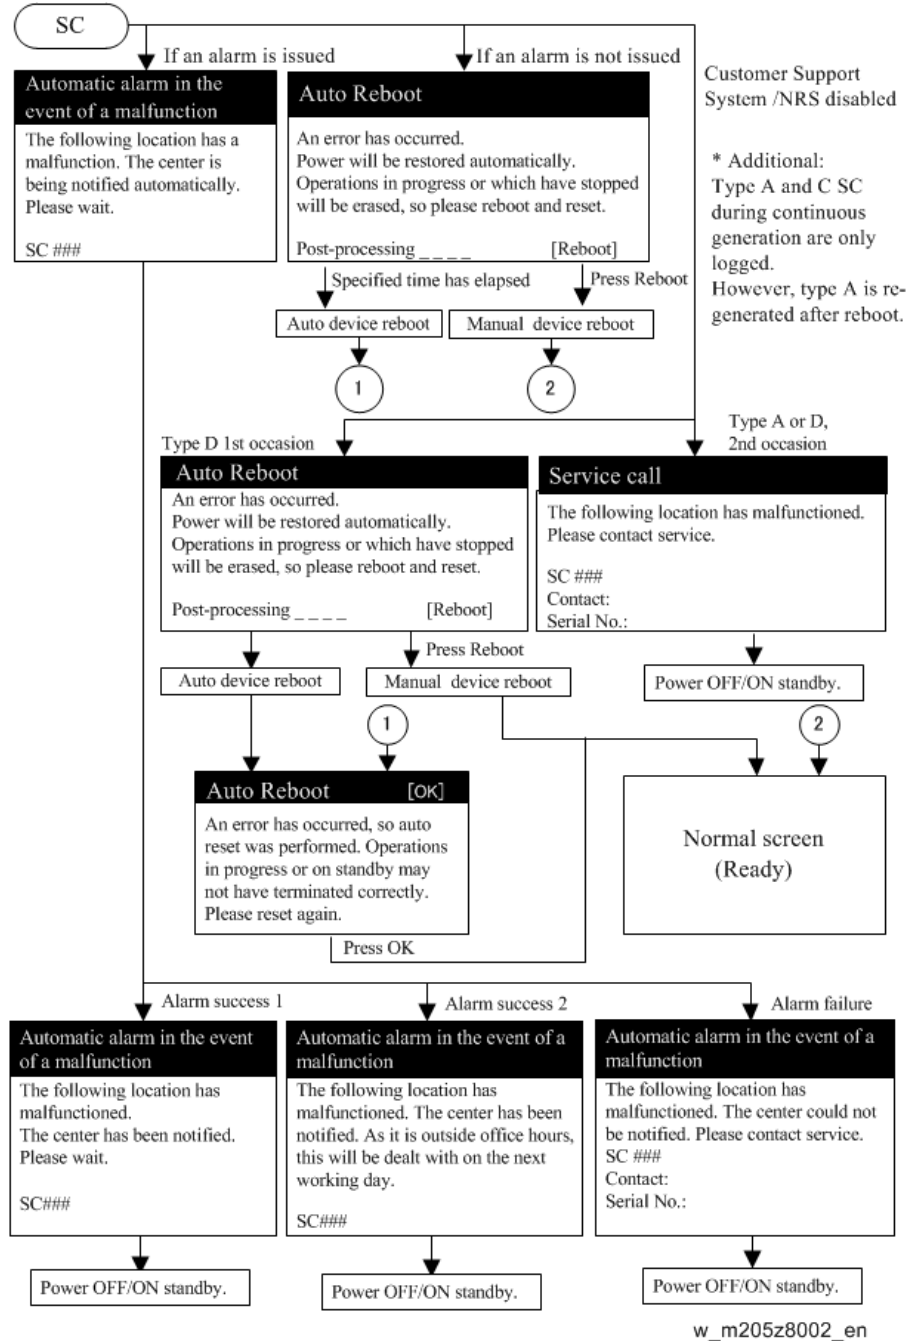 SC
If an alarm is issued
If an alarm is not issued
Automatic alarm in the
event of a malfunction
The following location has a
malfunction. The center is
being notified automatically.
Please wait.
SC ###
Auto Reboot
An error has occurred.
Power will be restored automatically.
Operations in progress or which have stopped
will be erased, so please reboot and reset.
Post-processing _ _ _ _ [Reboot]
Customer Support
System /NRS disabled
* Additional:
Type A and C SC
during continuous
generation are only
logged.
However, type A is re-
generated after reboot.
Specified time has elapsed
Press Reboot
Auto device reboot
Manual device reboot
1
2
Type D 1st occasion
Type A or D,
2nd occasion
Auto Reboot
An error has occurred.
Power will be restored automatically.
Operations in progress or which have stopped
will be erased, so please reboot and reset.
Post-processing _ _ _ _ [Reboot]
Service call
The following location has malfunctioned.
Please contact service.
SC ###
Contact:
Serial No.:
Press Reboot
Auto device reboot
Manual device reboot
Power OFF/ON standby.
1
2
Auto Reboot [OK]
An error has occurred, so auto
reset was performed. Operations
in progress or on standby may
not have terminated correctly.
Please reset again.
Normal screen
(Ready)
Press OK
Alarm success 1
Alarm success 2
Alarm failure
Automatic alarm in the event
of a malfunction
The following location has
malfunctioned.
The center has been notified.
Please wait.
SC###
Automatic alarm in the event of a
malfunction
The following location has
malfunctioned. The center has been
notified. As it is outside office hours,
this will be dealt with on the next
working day.
SC###
Automatic alarm in the event of a
malfunction
The following location has
malfunctioned. The center could not
be notified. Please contact service.
SC ###
Contact:
Serial No.:
Power OFF/ON standby.
Power OFF/ON standby.
Power OFF/ON standby.
w_m205z8002_en